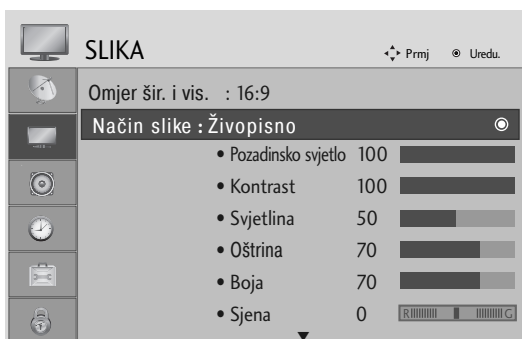 SLIKA Prmj Uredu.
Omjer šir. i vis. : 16:9
Način slike : Živopisno
• Pozadinsko svjetlo 100
• Kontrast 100
• Svjetlina 50
• Oštrina 70
• Boja 70
• Sjena 0 R G